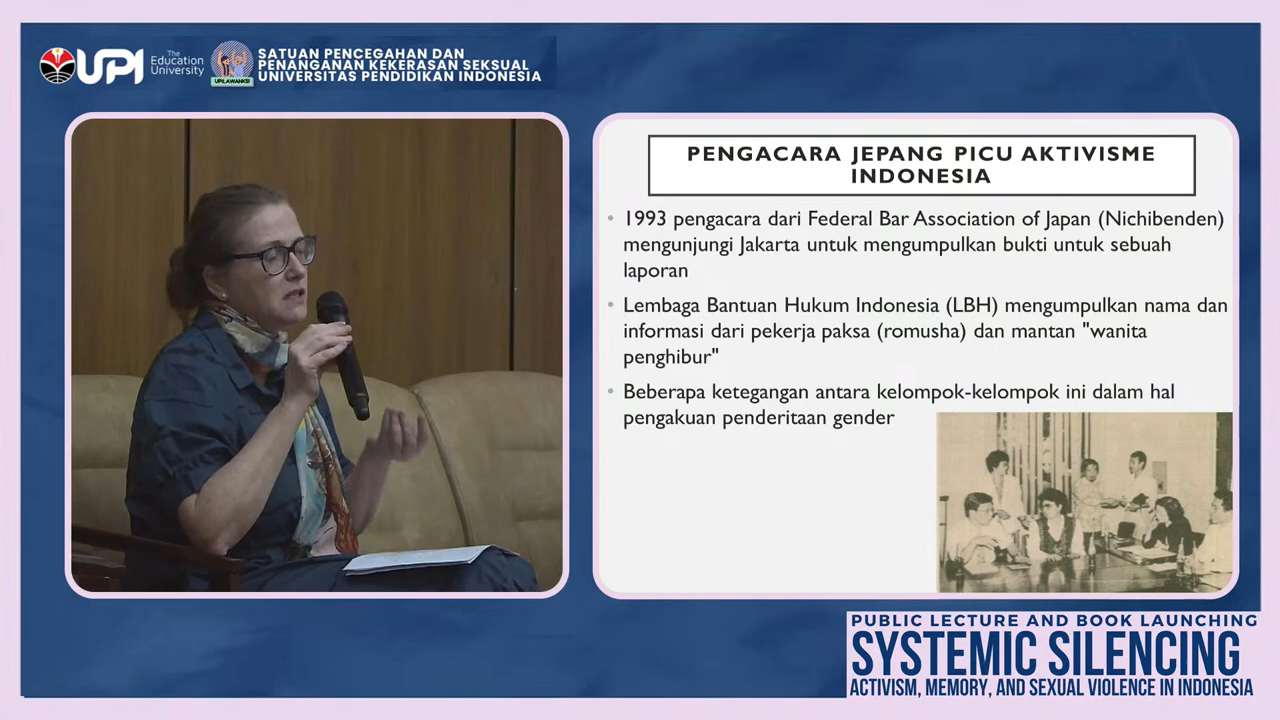 UPI
The
Education
University
UPILAWANKS!
SATUAN PENCEGAHAN DAN
PENANGANAN KEKERASAN SEKSUAL
UNIVERSITAS PENDIDIKAN INDONESIA
PENGACARA JEPANG PICU AKTIVISME
INDONESIA
• 1993 pengacara dari Federal Bar Association of Japan (Nichibenden)
mengunjungi Jakarta untuk mengumpulkan bukti untuk sebuah
laporan
• Lembaga Bantuan Hukum Indonesia (LBH) mengumpulkan nama dan
informasi dari pekerja paksa (romusha) dan mantan "wanita
penghibur"
• Beberapa ketegangan antara kelompok-kelompok ini dalam hal
pengakuan penderitaan gender
PUBLIC LECTURE AND BOOK LAUNCHING
SYSTEMIC SILENCING
ACTIVISM, MEMORY, AND SEXUAL VIOLENCE IN INDONESIA